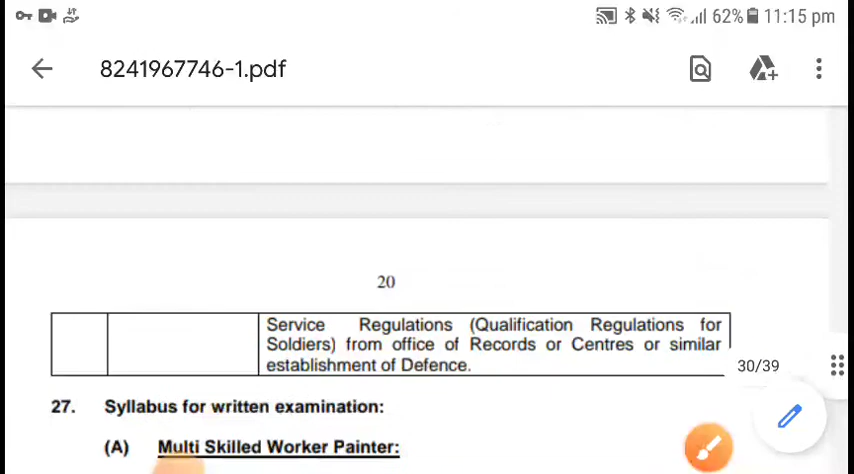 62% 11:15 pm
8241967746-1.pdf
20
Service Regulations (Qualification Regulations for
Soldiers) from office of Records or Centres or similar
establishment of Defence.
30/39
27. Syllabus for written examination:
(A) Multi Skilled Worker Painter: